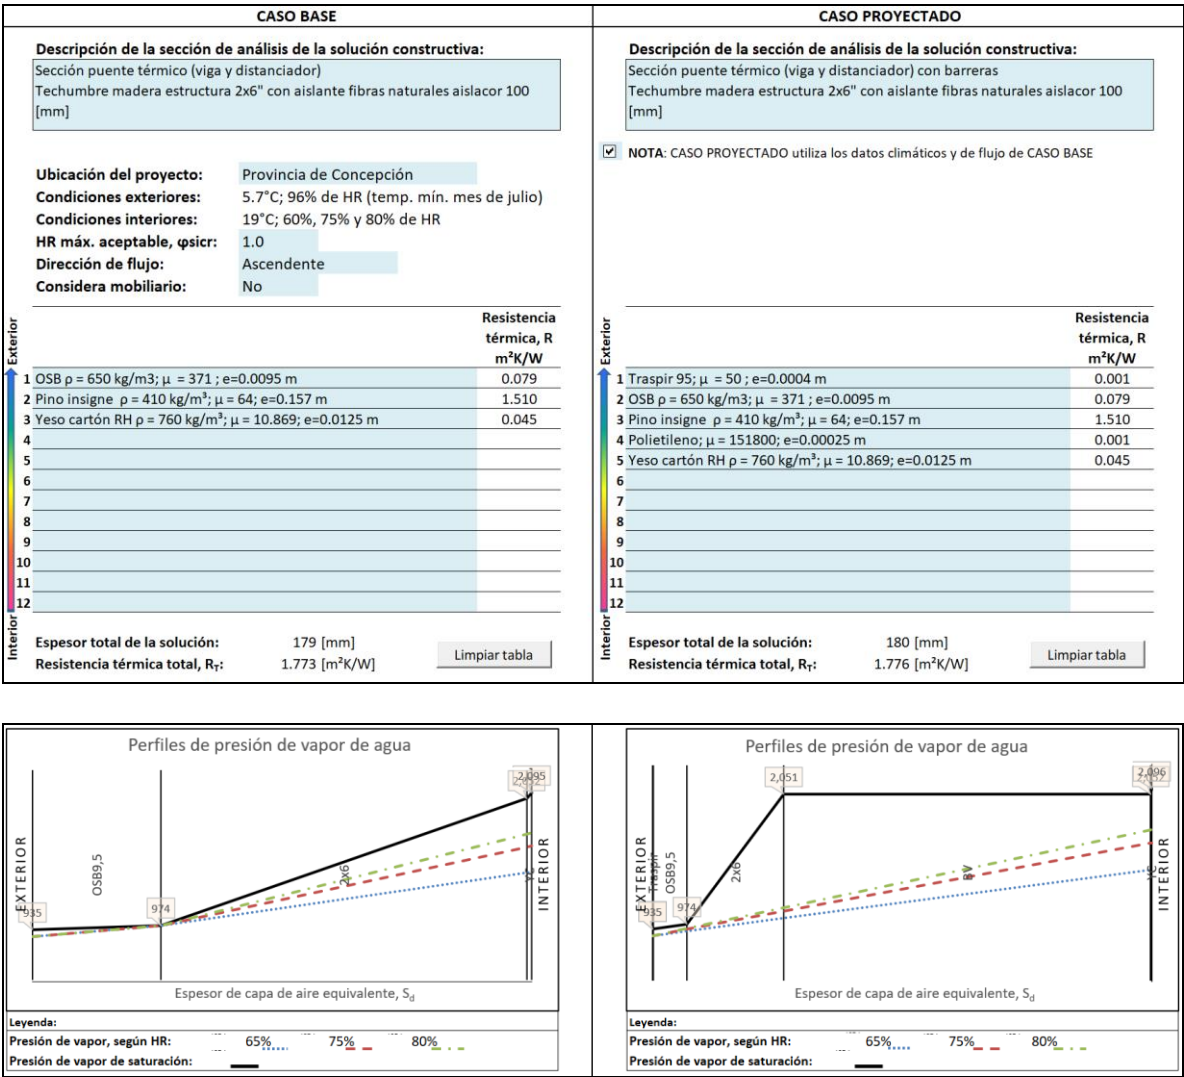 CASO BASE
Descripción de la sección de análisis de la solución constructiva:
Sección puente térmico (viga y distanciador)
Techumbre madera estructura 2x6" con aislante fibras naturales aislacor 100
[mm]
Ubicación del proyecto: Provincia de Concepción
Condiciones exteriores: 5.7°C; 96% de HR (temp. mín. mes de julio)
Condiciones interiores: 19°C; 60%, 75% y 80% de HR
HR máx. aceptable, φsicr: 1.0
Dirección de flujo: Ascendente
Considera mobiliario: No
Resistencia
térmica, R
m²K/W
Exterior
1 OSB ρ = 650 kg/m3; μ = 371 ; e=0.0095 m 0.079
2 Pino insigne ρ = 410 kg/m³; μ = 64; e=0.157 m 1.510
3 Yeso cartón RH ρ = 760 kg/m³; μ = 10.869; e=0.0125 m 0.045
4
5
6
7
8
9
10
11
12
Interior
Espesor total de la solución: 179 [mm]
Resistencia térmica total, RT: 1.773 [m²K/W]
Limpiar tabla
CASO PROYECTADO
Descripción de la sección de análisis de la solución constructiva:
Sección puente térmico (viga y distanciador) con barreras
Techumbre madera estructura 2x6" con aislante fibras naturales aislacor 100
[mm]
NOTA: CASO PROYECTADO utiliza los datos climáticos y de flujo de CASO BASE
Resistencia
térmica, R
m²K/W
Exterior
1 Traspir 95; μ = 50 ; e=0.0004 m 0.001
2 OSB ρ = 650 kg/m3; μ = 371 ; e=0.0095 m 0.079
3 Pino insigne ρ = 410 kg/m³; μ = 64; e=0.157 m 1.510
4 Polietileno; μ = 151800; e=0.00025 m 0.001
5 Yeso cartón RH ρ = 760 kg/m³; μ = 10.869; e=0.0125 m 0.045
6
7
8
9
10
11
12
Interior
Espesor total de la solución: 180 [mm]
Resistencia térmica total, RT: 1.776 [m²K/W]
Limpiar tabla
Perfiles de presión de vapor de agua
2,095
EXTERIOR
OSB9,5
2x6
INTERIOR
935
974
Espesor de capa de aire equivalente, Sd
Leyenda:
Presión de vapor, según HR: 65% 75% 80%
Presión de vapor de saturación:
Perfiles de presión de vapor de agua
2,051
2,096
EXTERIOR
Traspir
OSB9,5
2x6
BV
INTERIOR
935
974
Espesor de capa de aire equivalente, Sd
Leyenda:
Presión de vapor, según HR: 65% 75% 80%
Presión de vapor de saturación: